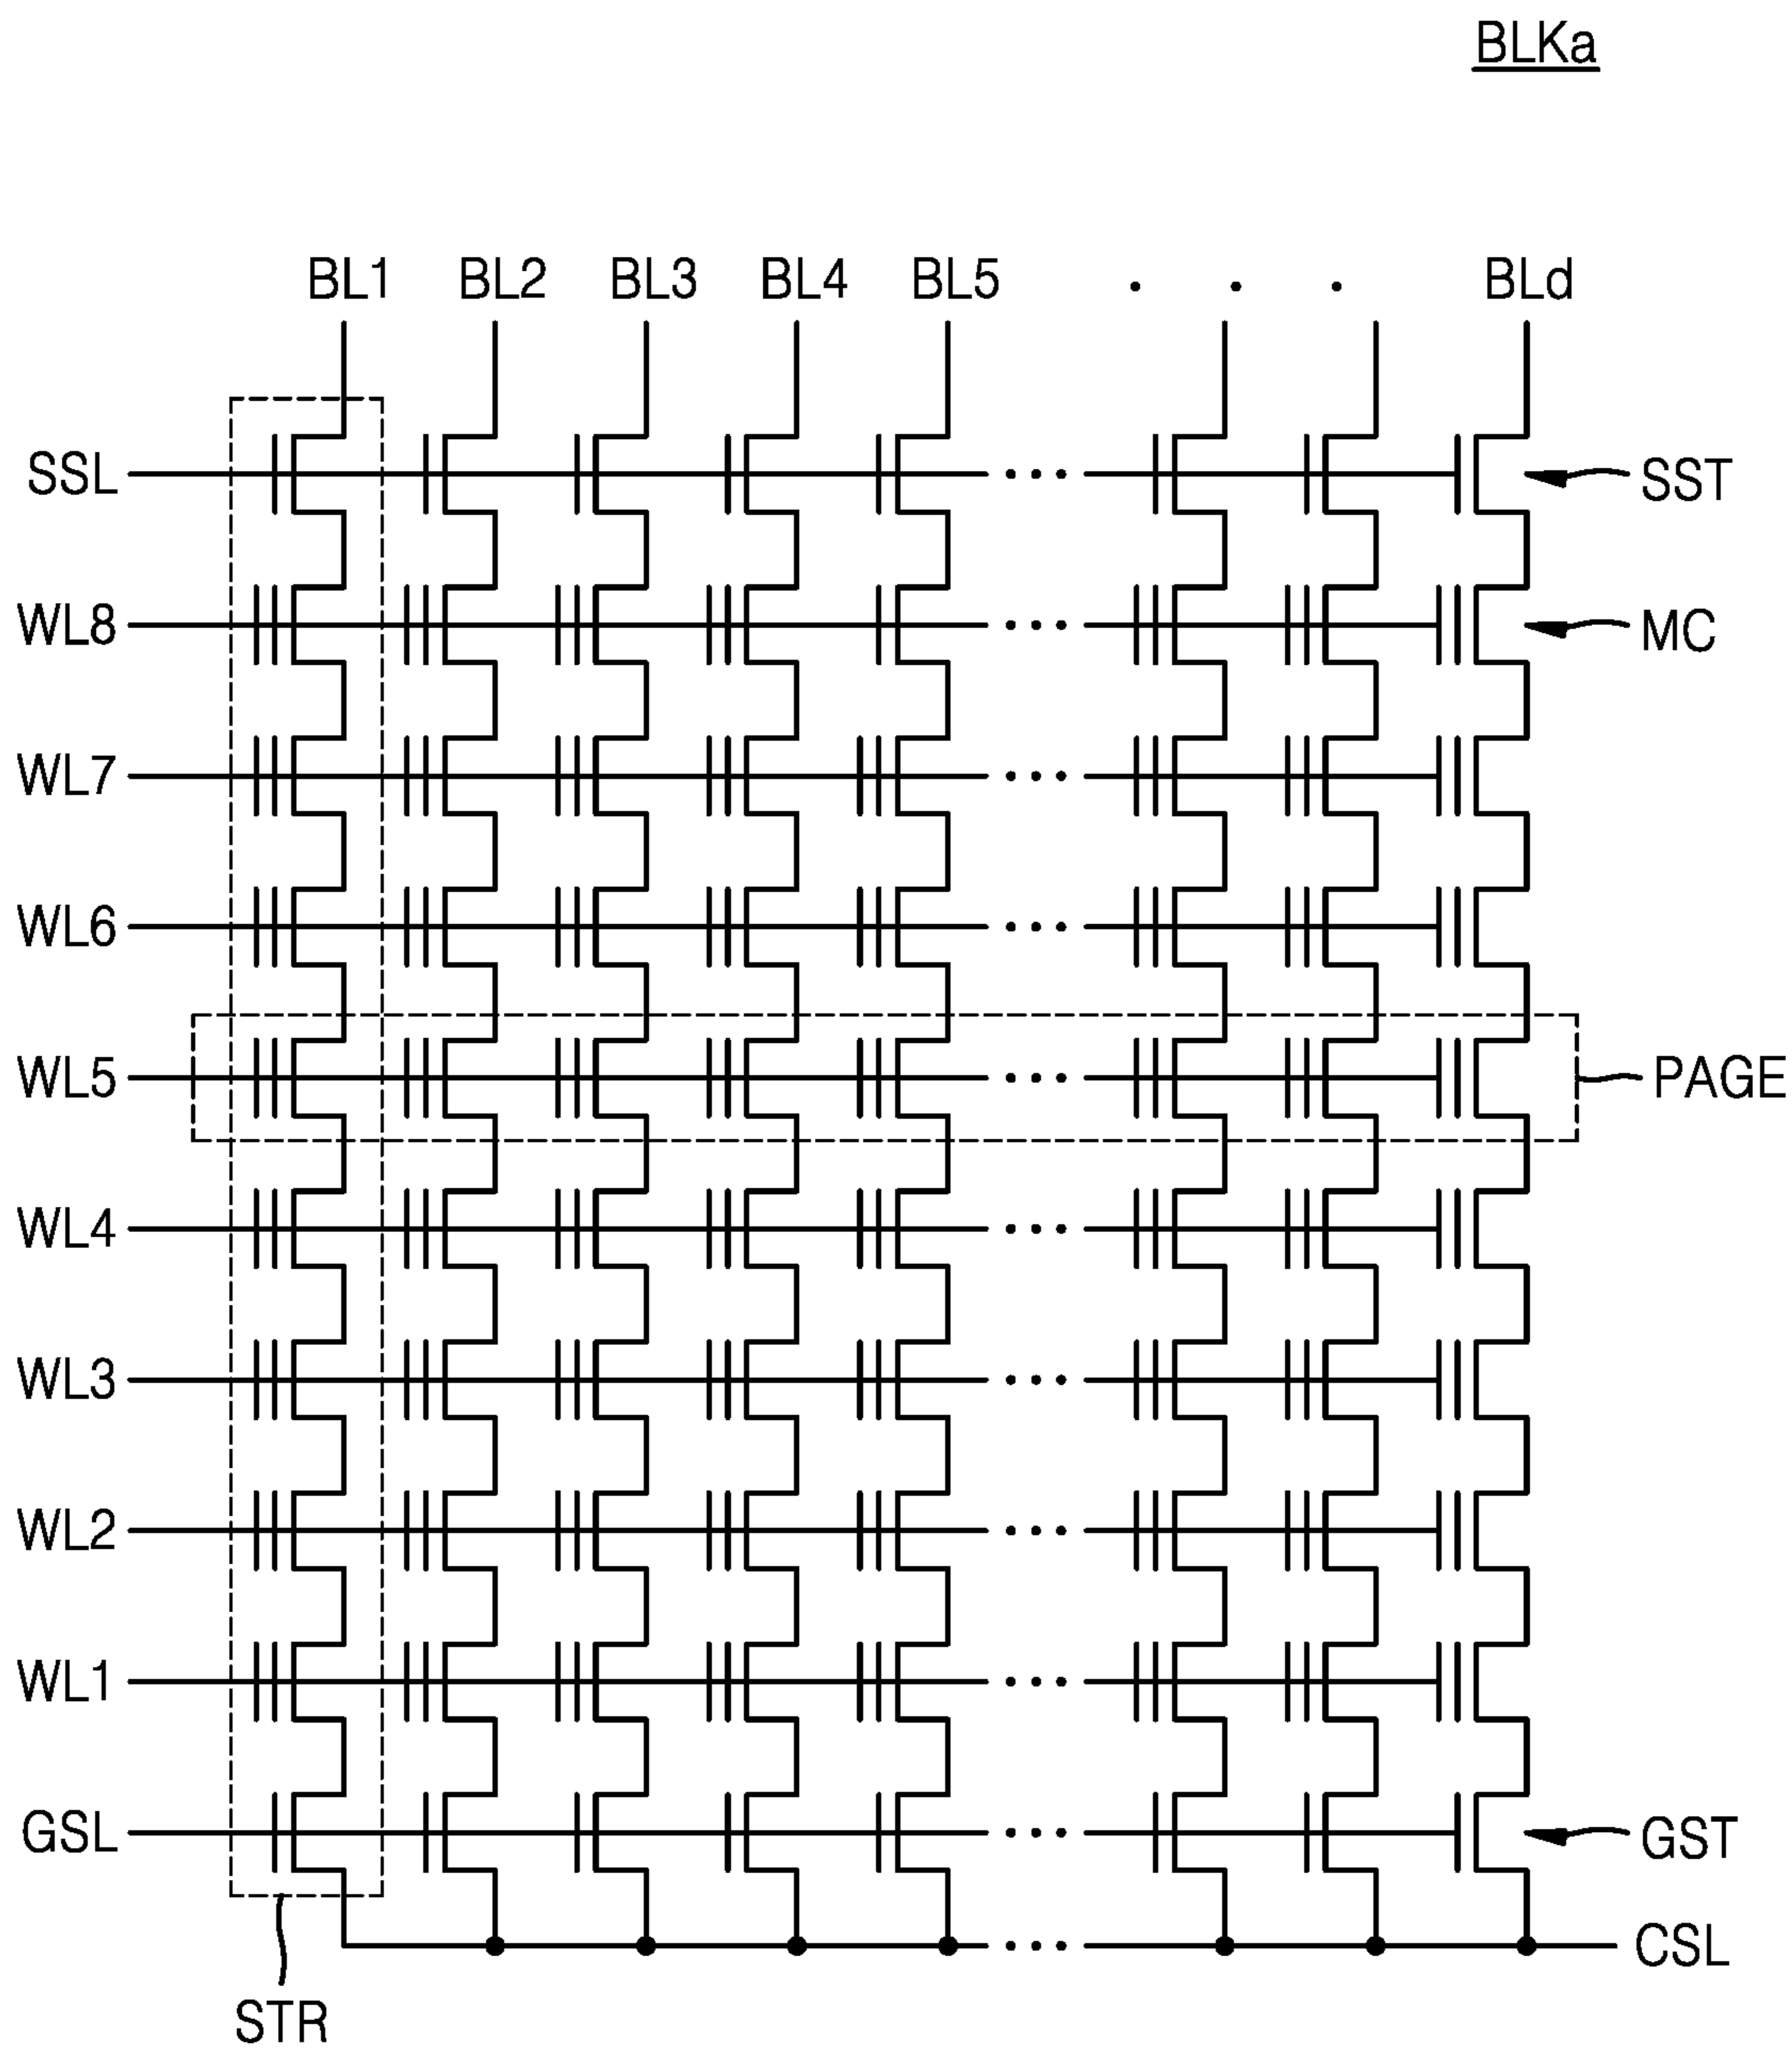 BLKa
BL1 BL2 BL3 BL4 BL5 . . . BLd
SSL ... SST
WL8 ... MC
WL7 ...
WL6 ...
WL5 ... PAGE
WL4 ...
WL3 ...
WL2 ...
WL1 ...
GSL ... GST
... CSL
STR